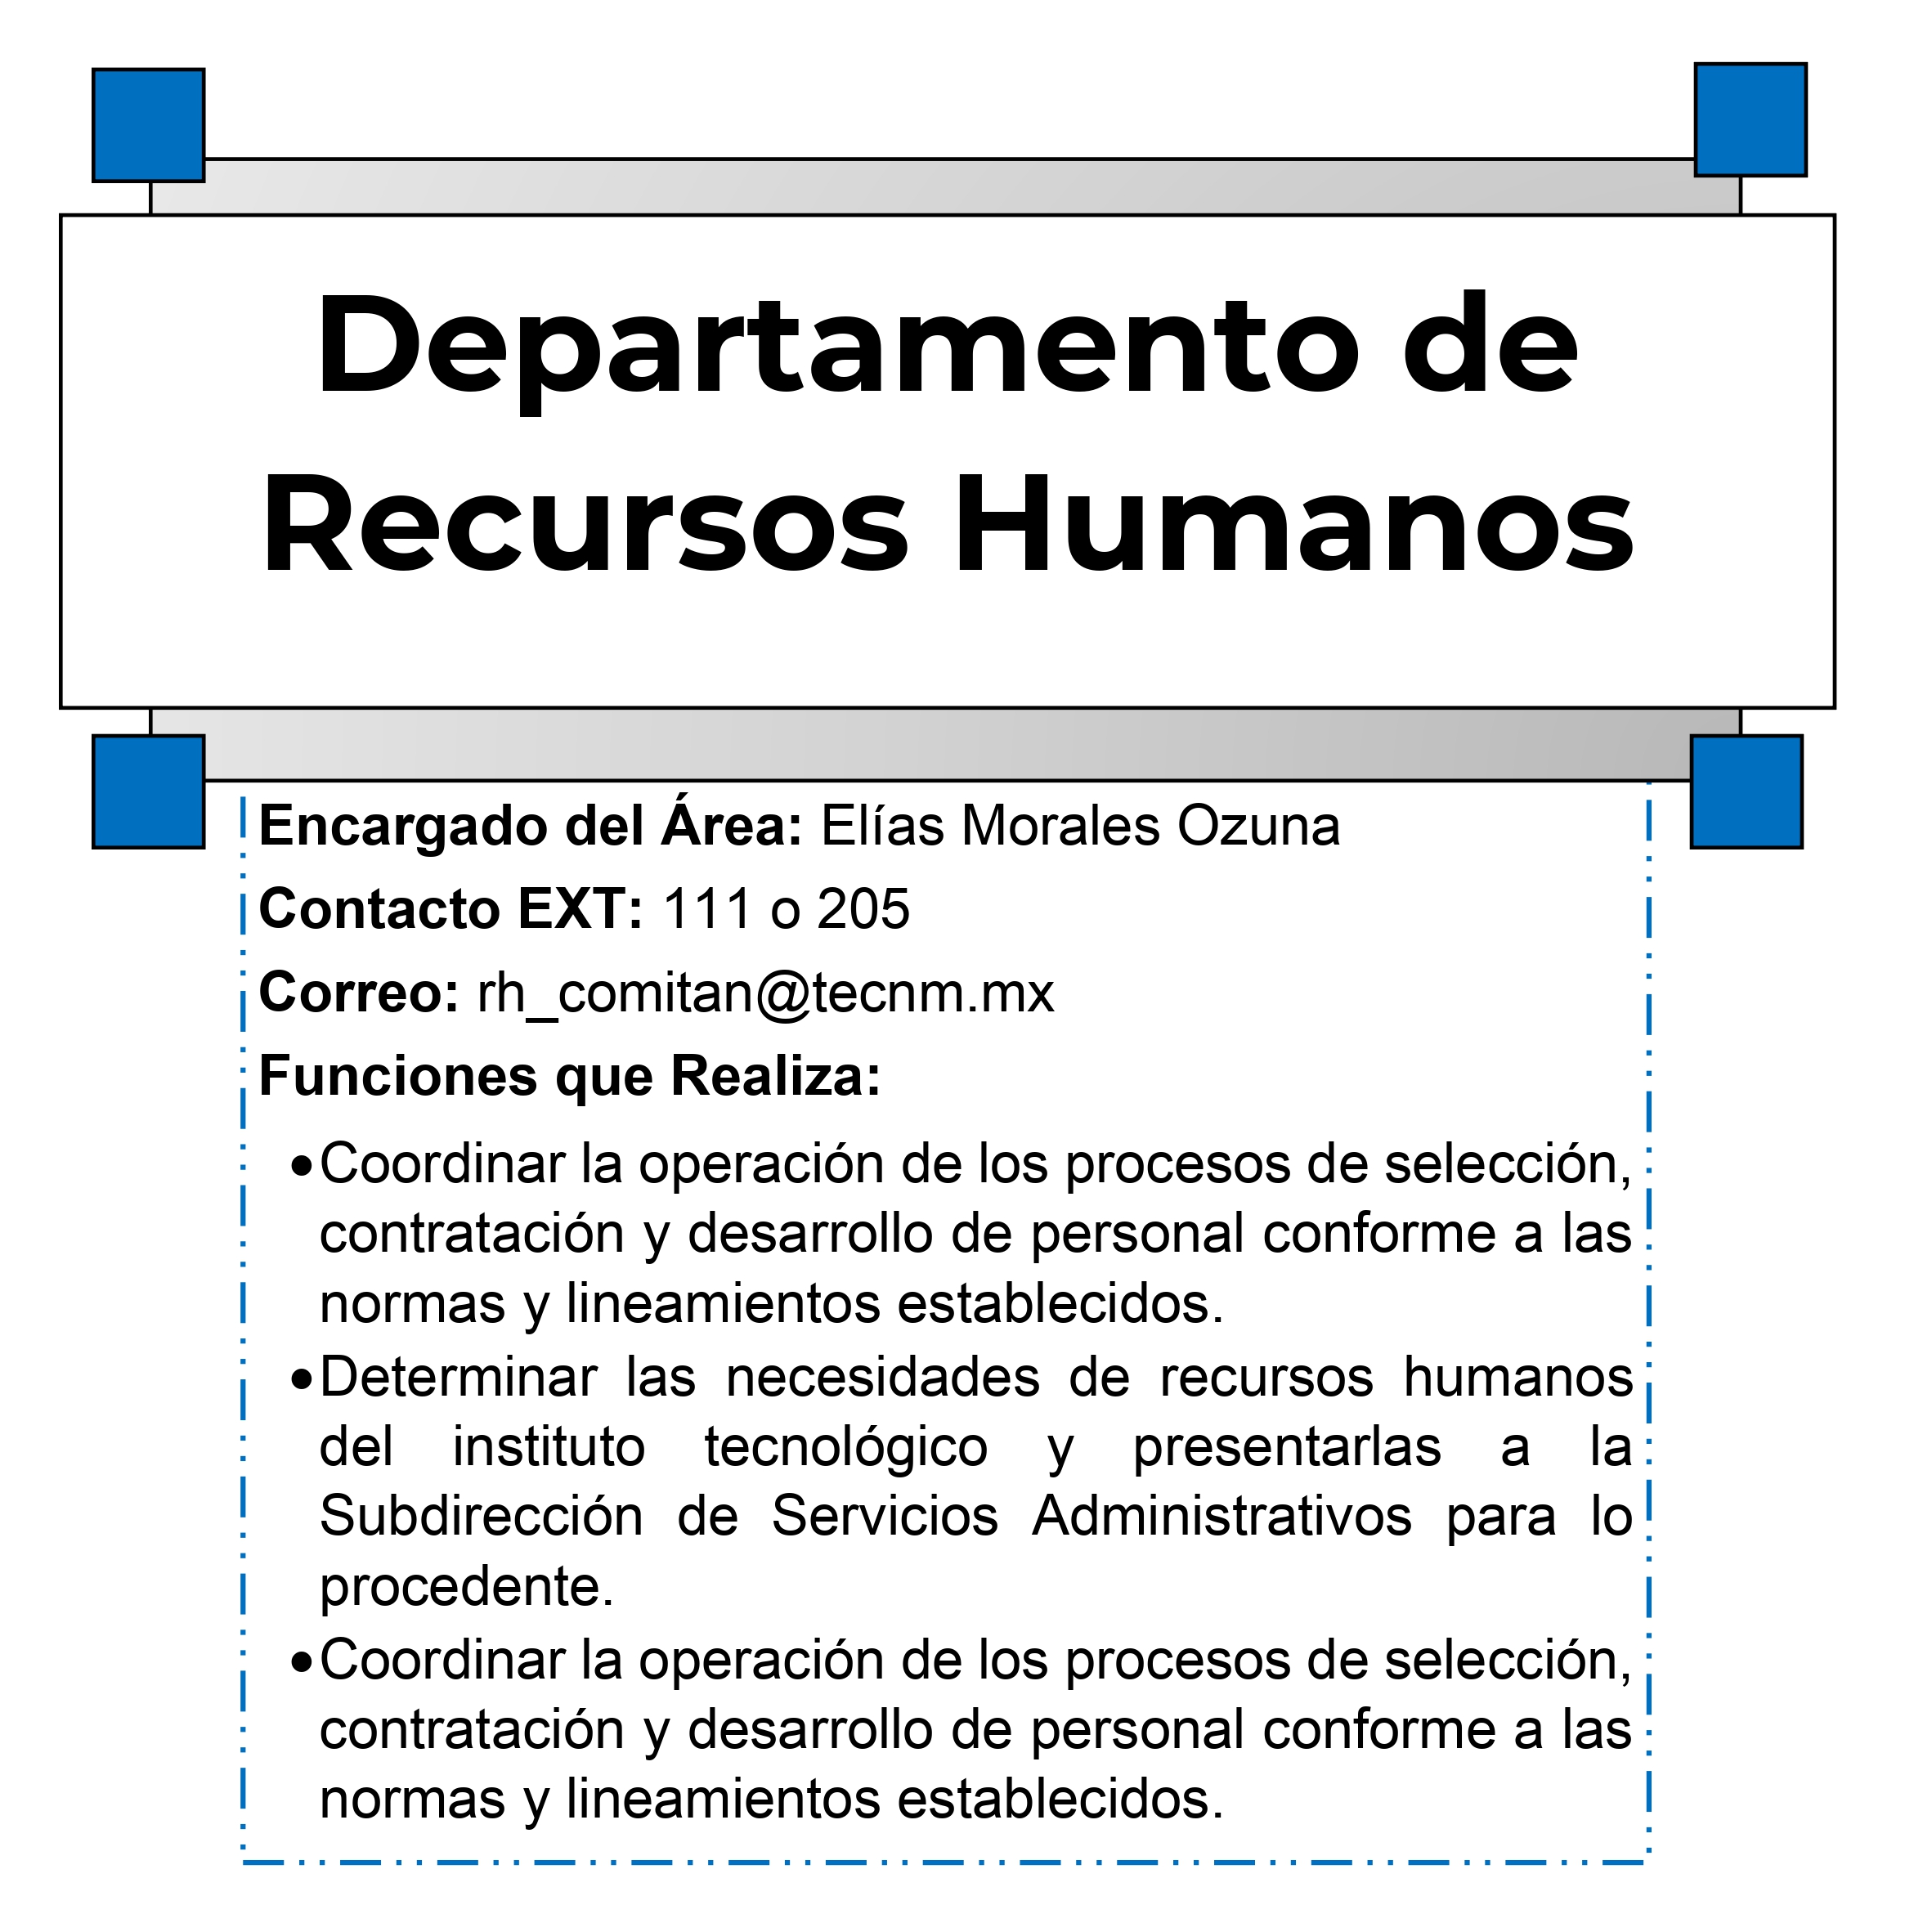 Departamento de
Recursos Humanos
Encargado del Área: Elías Morales Ozuna
Contacto EXT: 111 o 205
Correo: rh_comitan@tecnm.mx
Funciones que Realiza:
•Coordinar la operación de los procesos de selección,
contratación y desarrollo de personal conforme a las
normas y lineamientos establecidos.
•Determinar las necesidades de recursos humanos
del instituto tecnológico y presentarlas a la
Subdirección de Servicios Administrativos para lo
procedente.
•Coordinar la operación de los procesos de selección,
contratación y desarrollo de personal conforme a las
normas y lineamientos establecidos.